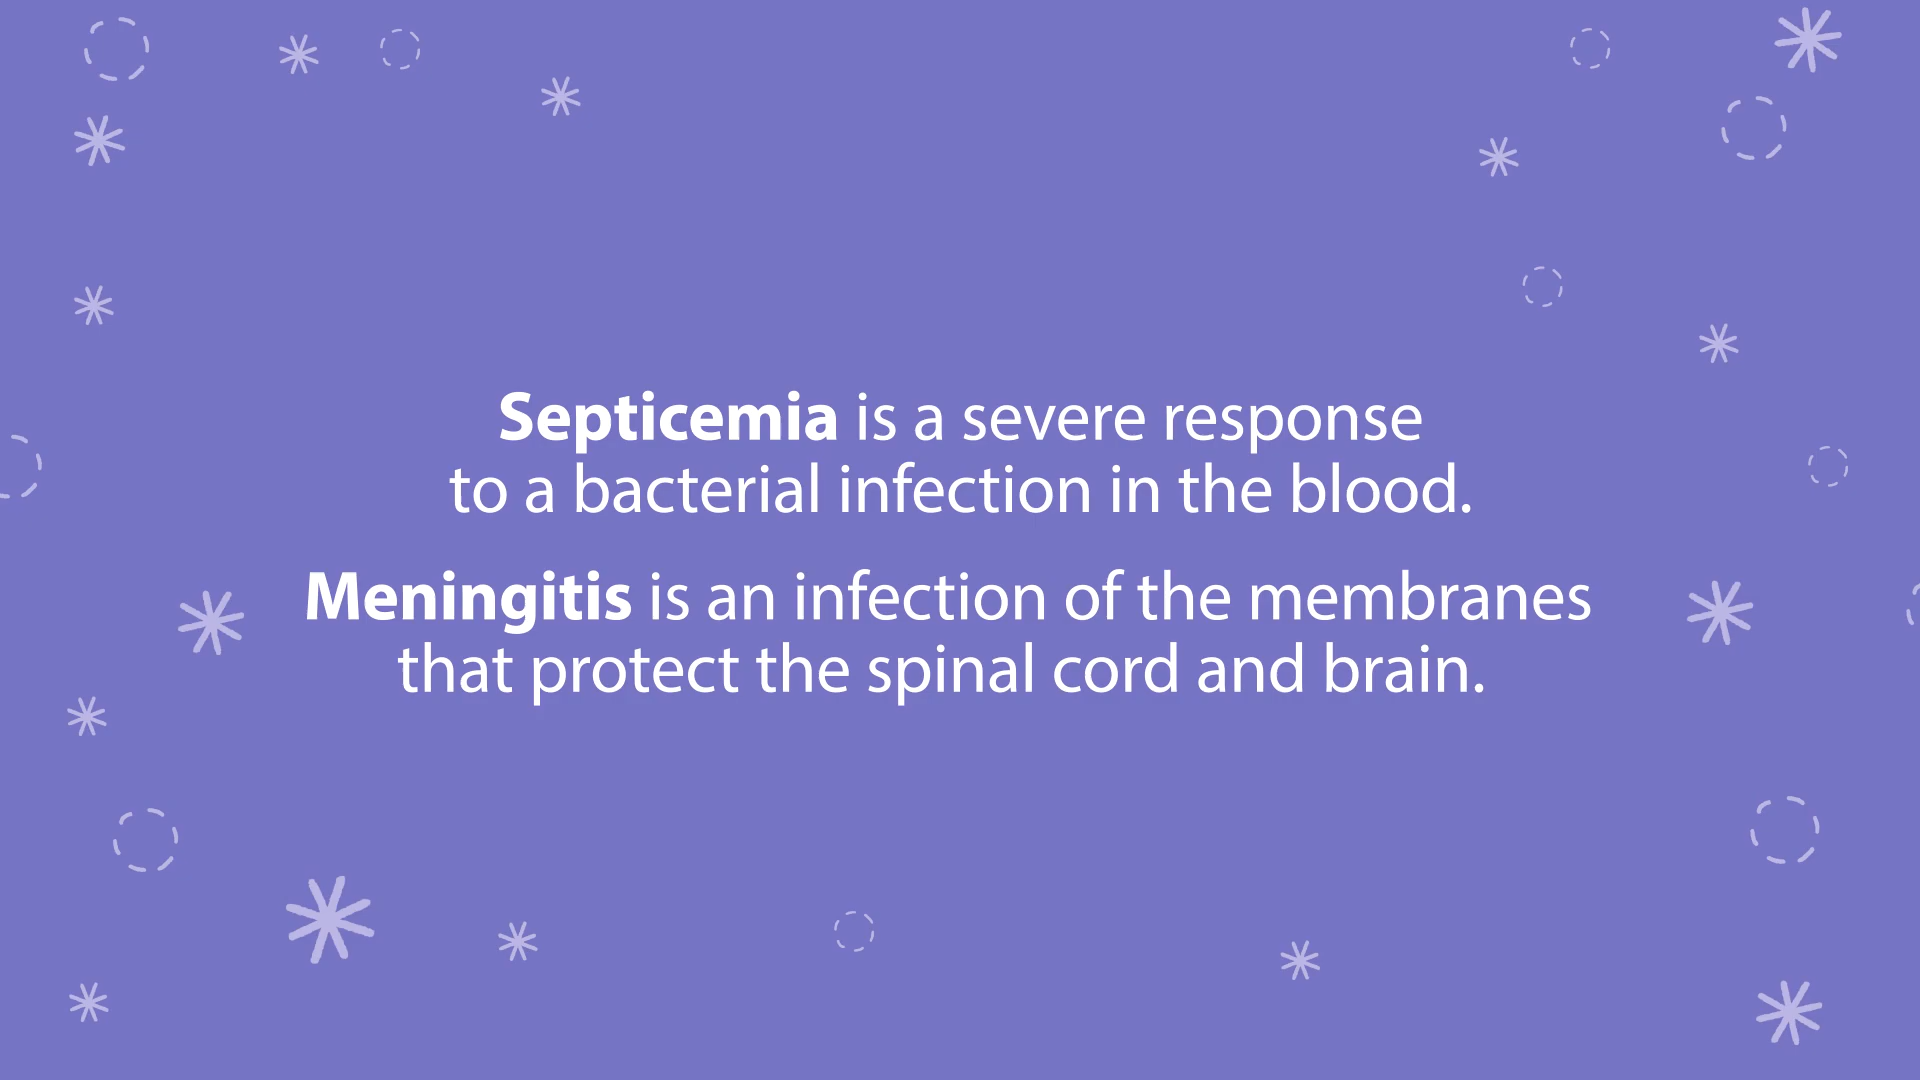 Septicemia is a severe response
to a bacterial infection in the blood.
Meningitis is an infection of the membranes
that protect the spinal cord and brain.